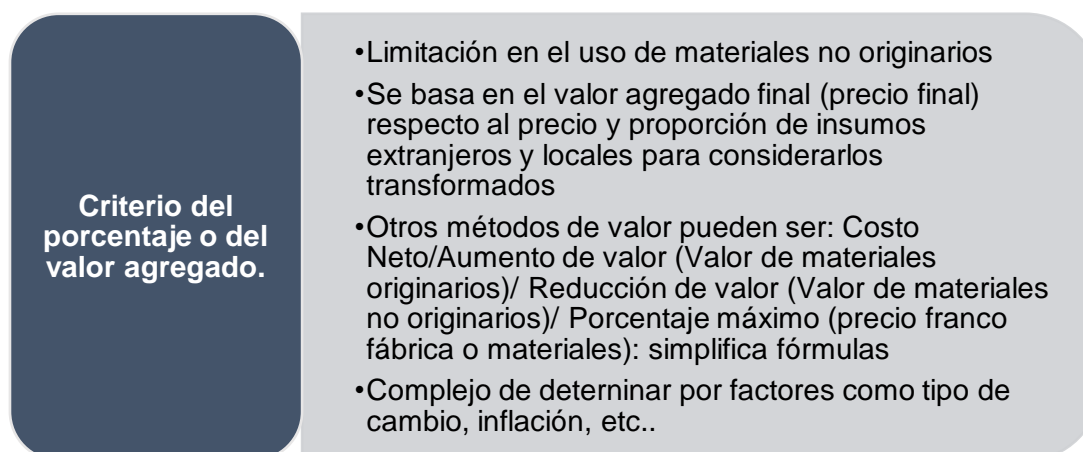 Criterio del
porcentaje o del
valor agregado.
•Limitación en el uso de materiales no originarios
•Se basa en el valor agregado final (precio final)
respecto al precio y proporción de insumos
extranjeros y locales para considerarlos
transformados
•Otros métodos de valor pueden ser: Costo
Neto/Aumento de valor (Valor de materiales
originarios)/ Reducción de valor (Valor de materiales
no originarios)/ Porcentaje máximo (precio franco
fábrica o materiales): simplifica fórmulas
•Complejo de deterninar por factores como tipo de
cambio, inflación, etc..